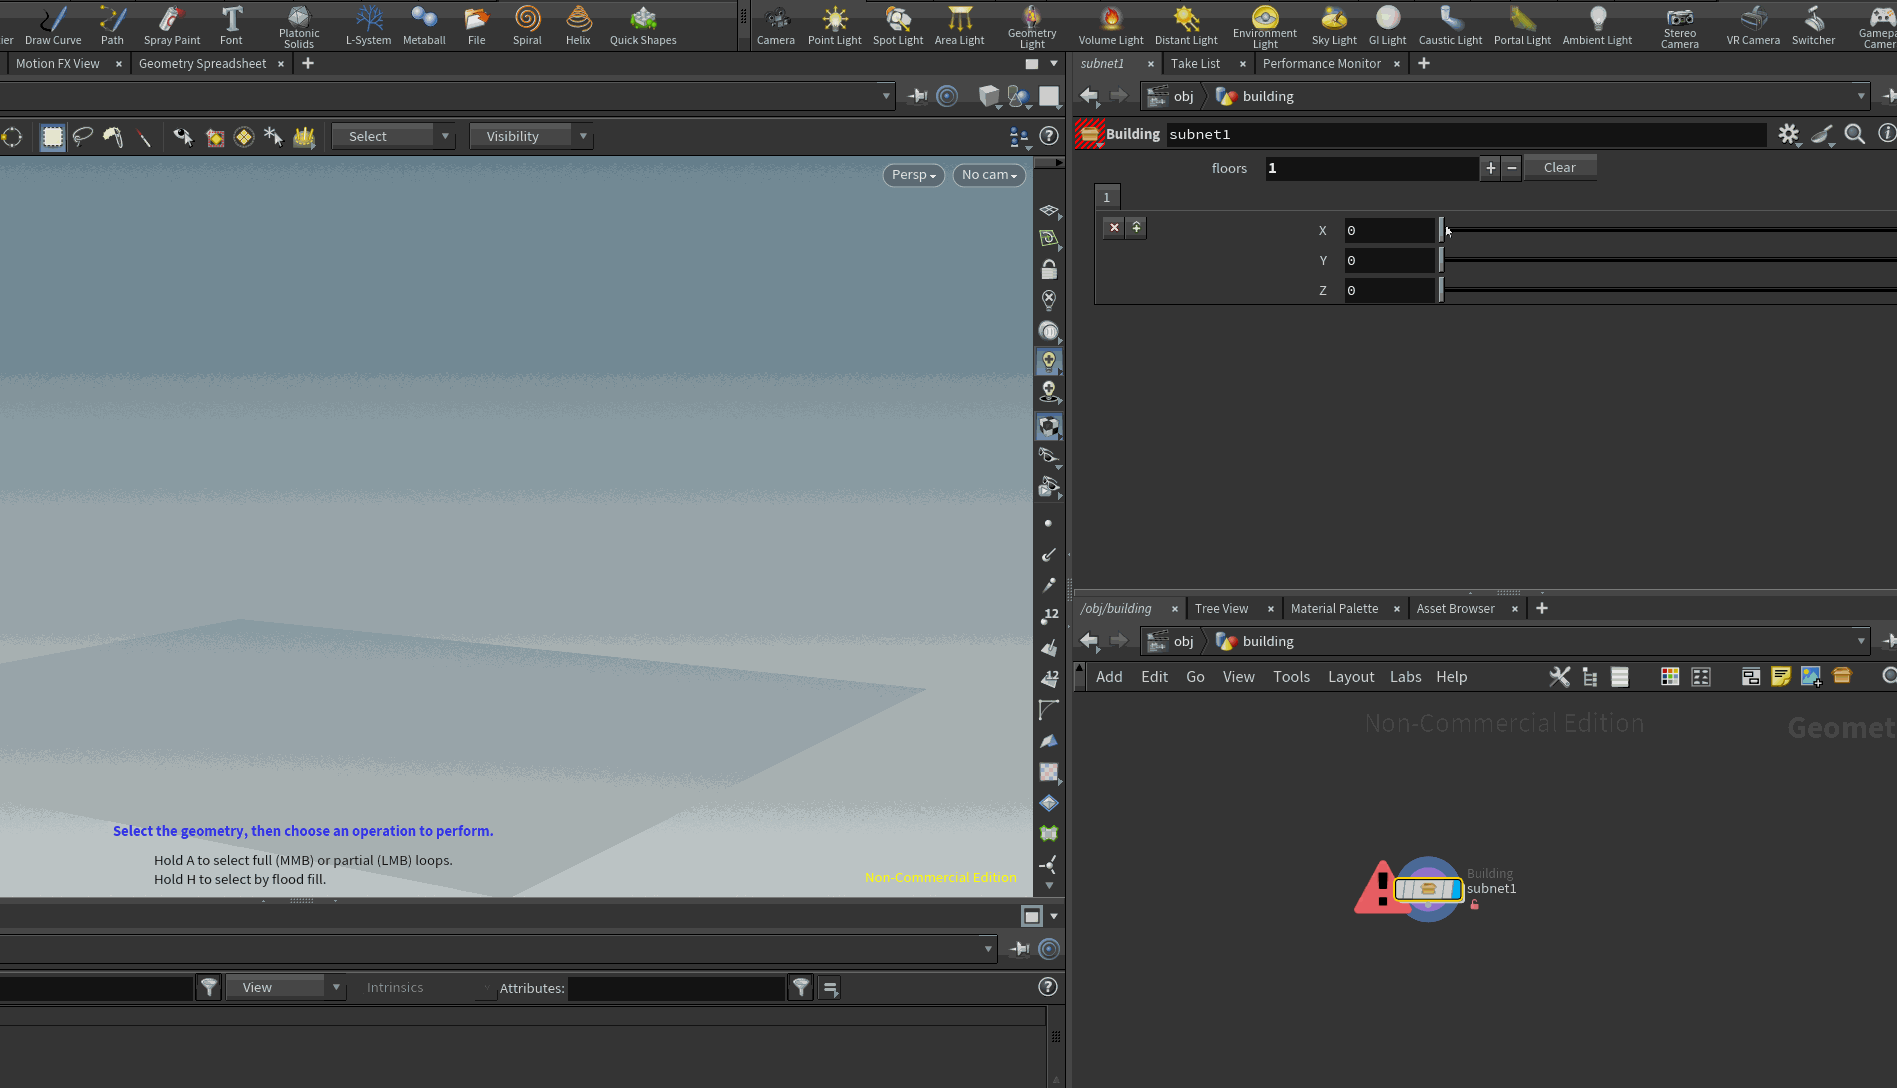 Draw Curve
Path
Spray Paint
Font
Platonic Solids
L-System
Metaball
File
Spiral
Helix
Quick Shapes
Camera
Point Light
Spot Light
Area Light
Geometry Light
Volume Light
Distant Light
Environment Light
Sky Light
GI Light
Caustic Light
Portal Light
Ambient Light
Stereo Camera
VR Camera
Switcher
Motion FX View
Geometry Spreadsheet
subnet1
Take List
Performance Monitor
obj
building
Select
Visibility
Building
subnet1
floors
1
Clear
1
X
0
Y
0
Z
0
Persp
No cam
12
12
Select the geometry, then choose an operation to perform.
Hold A to select full (MMB) or partial (LMB) loops.
Hold H to select by flood fill.
Non-Commercial Edition
/obj/building
Tree View
Material Palette
Asset Browser
obj
building
Add
Edit
Go
View
Tools
Layout
Labs
Help
Non-Commercial Edition
Geomet
Building
subnet1
View
Intrinsics
Attributes: